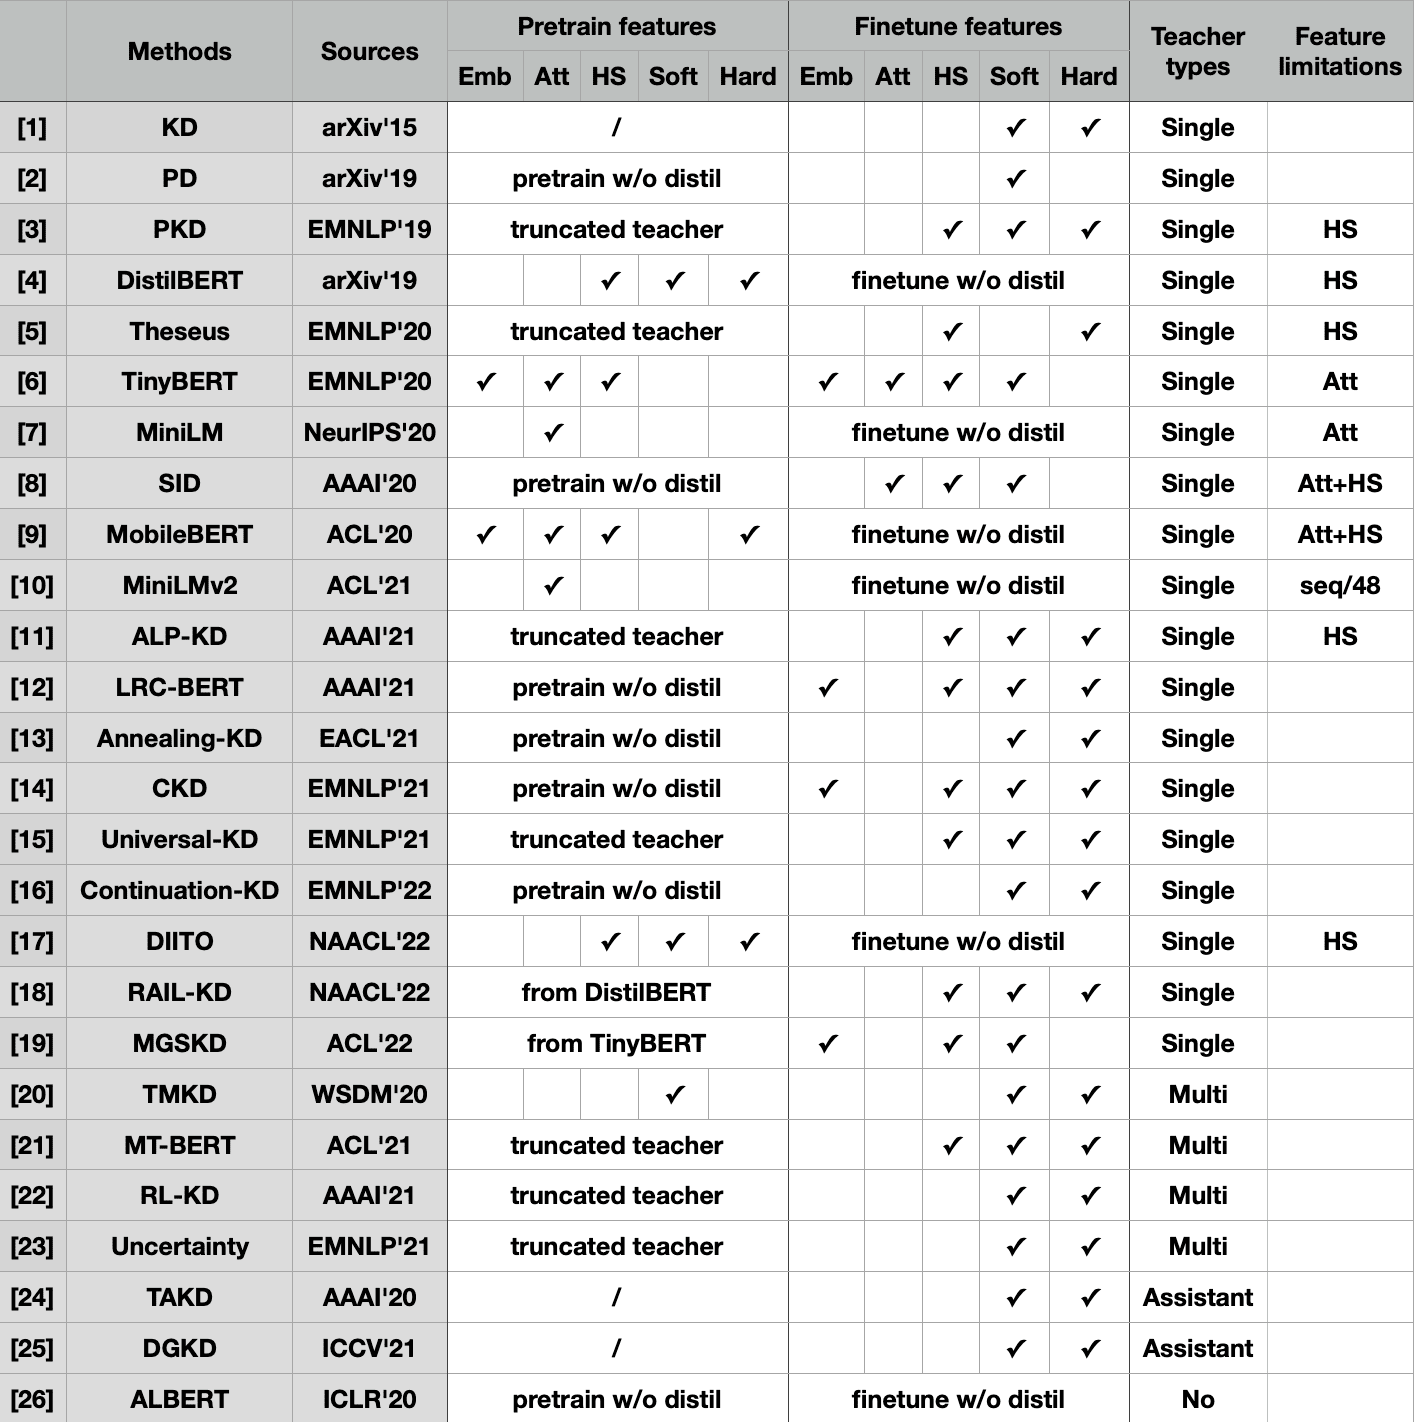 Methods Sources Pretrain features Finetune features Teacher types Feature limitations
Emb Att HS Soft Hard Emb Att HS Soft Hard
[1] KD arXiv'15 / ✓ ✓ Single
[2] PD arXiv'19 pretrain w/o distil ✓ Single
[3] PKD EMNLP'19 truncated teacher ✓ ✓ ✓ Single HS
[4] DistilBERT arXiv'19 ✓ ✓ ✓ finetune w/o distil Single HS
[5] Theseus EMNLP'20 truncated teacher ✓ ✓ Single HS
[6] TinyBERT EMNLP'20 ✓ ✓ ✓ ✓ ✓ ✓ ✓ Single Att
[7] MiniLM NeurIPS'20 ✓ finetune w/o distil Single Att
[8] SID AAAI'20 pretrain w/o distil ✓ ✓ ✓ Single Att+HS
[9] MobileBERT ACL'20 ✓ ✓ ✓ ✓ finetune w/o distil Single Att+HS
[10] MiniLMv2 ACL'21 ✓ finetune w/o distil Single seq/48
[11] ALP-KD AAAI'21 truncated teacher ✓ ✓ ✓ Single HS
[12] LRC-BERT AAAI'21 pretrain w/o distil ✓ ✓ ✓ ✓ Single
[13] Annealing-KD EACL'21 pretrain w/o distil ✓ ✓ Single
[14] CKD EMNLP'21 pretrain w/o distil ✓ ✓ ✓ ✓ Single
[15] Universal-KD EMNLP'21 truncated teacher ✓ ✓ ✓ Single
[16] Continuation-KD EMNLP'22 pretrain w/o distil ✓ ✓ Single
[17] DIITO NAACL'22 ✓ ✓ ✓ finetune w/o distil Single HS
[18] RAIL-KD NAACL'22 from DistilBERT ✓ ✓ ✓ Single
[19] MGSKD ACL'22 from TinyBERT ✓ ✓ ✓ Single
[20] TMKD WSDM'20 ✓ ✓ ✓ Multi
[21] MT-BERT ACL'21 truncated teacher ✓ ✓ ✓ Multi
[22] RL-KD AAAI'21 truncated teacher ✓ ✓ Multi
[23] Uncertainty EMNLP'21 truncated teacher ✓ ✓ Multi
[24] TAKD AAAI'20 / ✓ ✓ Assistant
[25] DGKD ICCV'21 / ✓ ✓ Assistant
[26] ALBERT ICLR'20 pretrain w/o distil finetune w/o distil No